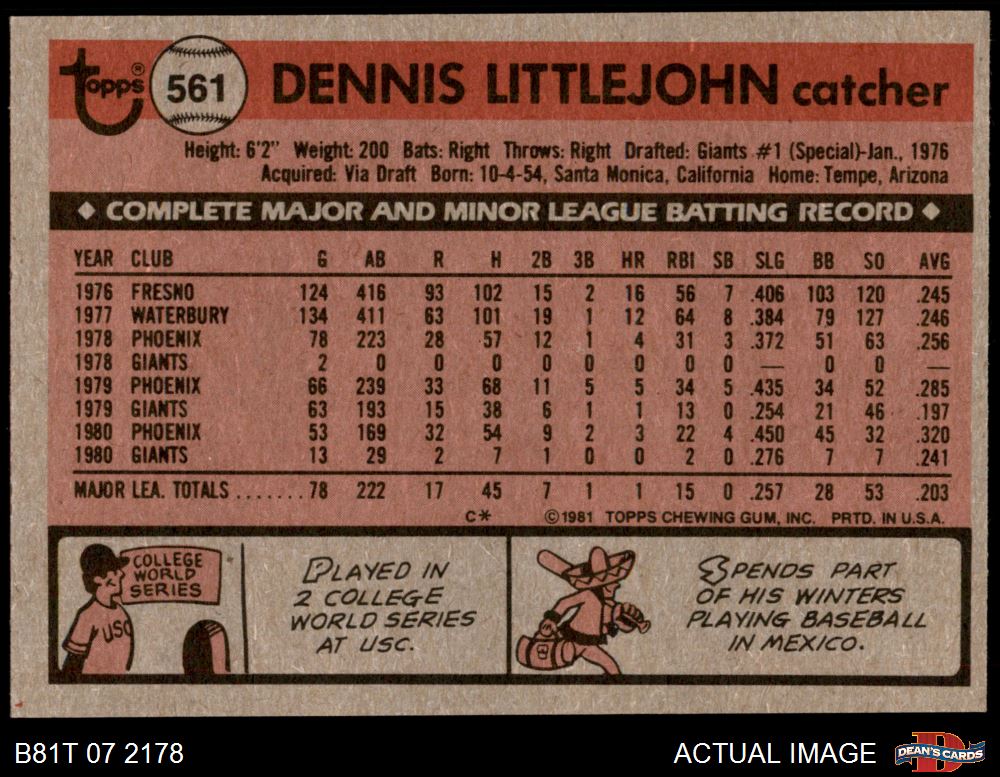 Topps® 561 DENNIS LITTLEJOHN catcher
Height: 6'2" Weight: 200 Bats: Right Throws: Right Drafted: Giants #1 (Special)-Jan., 1976
Acquired: Via Draft Born: 10-4-54, Santa Monica, California Home: Tempe, Arizona
◆ COMPLETE MAJOR AND MINOR LEAGUE BATTING RECORD ◆
YEAR CLUB G AB R H 2B 3B HR RBI SB SLG BB SO AVG
1976 FRESNO 124 416 93 102 15 2 16 56 7 .406 103 120 .245
1977 WATERBURY 134 411 63 101 19 1 12 64 8 .384 79 127 .246
1978 PHOENIX 78 223 28 57 12 1 4 31 3 .372 51 63 .256
1978 GIANTS 2 0 0 0 0 0 0 0 0 — 0 0 —
1979 PHOENIX 66 239 33 68 11 5 5 34 5 .435 34 52 .285
1979 GIANTS 63 193 15 38 6 1 1 13 0 .254 21 46 .197
1980 PHOENIX 53 169 32 54 9 2 3 22 4 .450 45 32 .320
1980 GIANTS 13 29 2 7 1 0 0 2 0 .276 7 7 .241
MAJOR LEA. TOTALS .......78 222 17 45 7 1 1 15 0 .257 28 53 .203
C* ©1981 TOPPS CHEWING GUM, INC. PRTD. IN U.S.A.
COLLEGE
WORLD
SERIES
USC
PLAYED IN
2 COLLEGE
WORLD SERIES
AT USC.
SPENDS PART
OF HIS WINTERS
PLAYING BASEBALL
IN MEXICO.
B81T 07 2178
ACTUAL IMAGE
D
DEAN'S CARDS